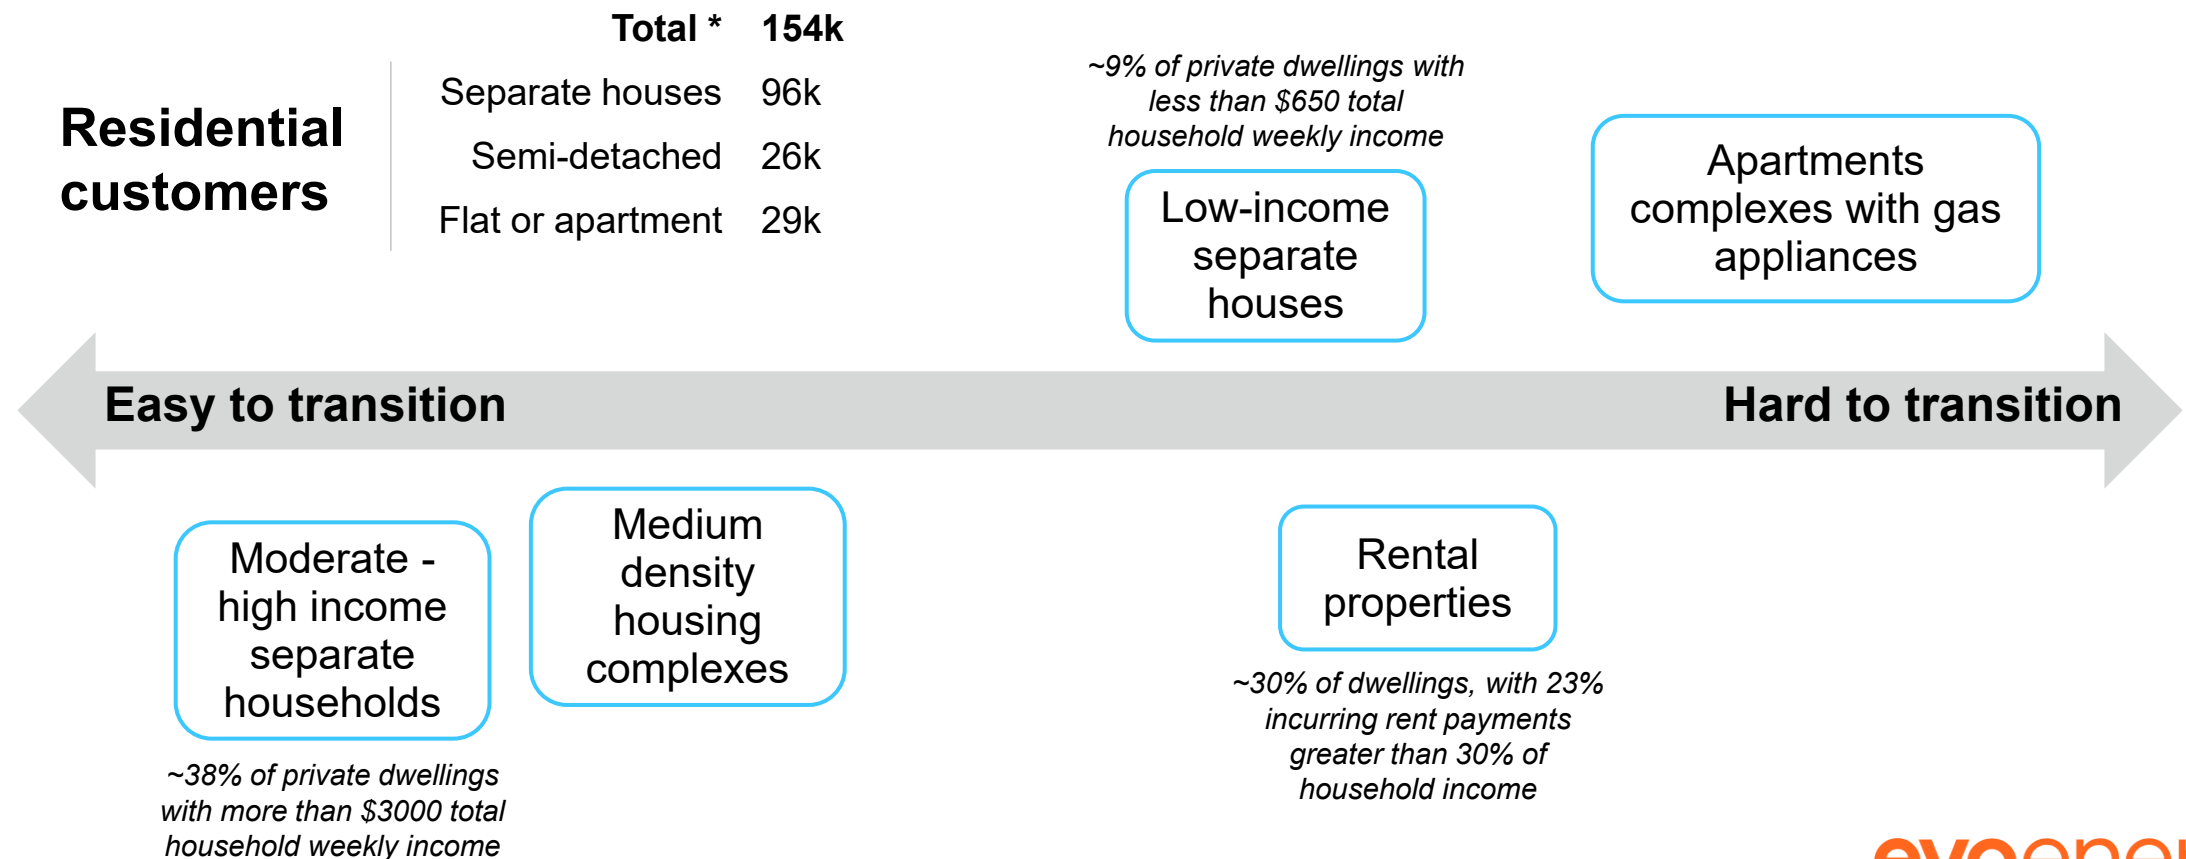 Residential
customers
Total * 154k
Separate houses 96k
Semi-detached 26k
Flat or apartment 29k
~9% of private dwellings with
less than $650 total
household weekly income
Low-income
separate
houses
Apartments
complexes with gas
appliances
Easy to transition
Hard to transition
Moderate -
high income
separate
households
~38% of private dwellings
with more than $3000 total
household weekly income
Medium
density
housing
complexes
Rental
properties
~30% of dwellings, with 23%
incurring rent payments
greater than 30% of
household income